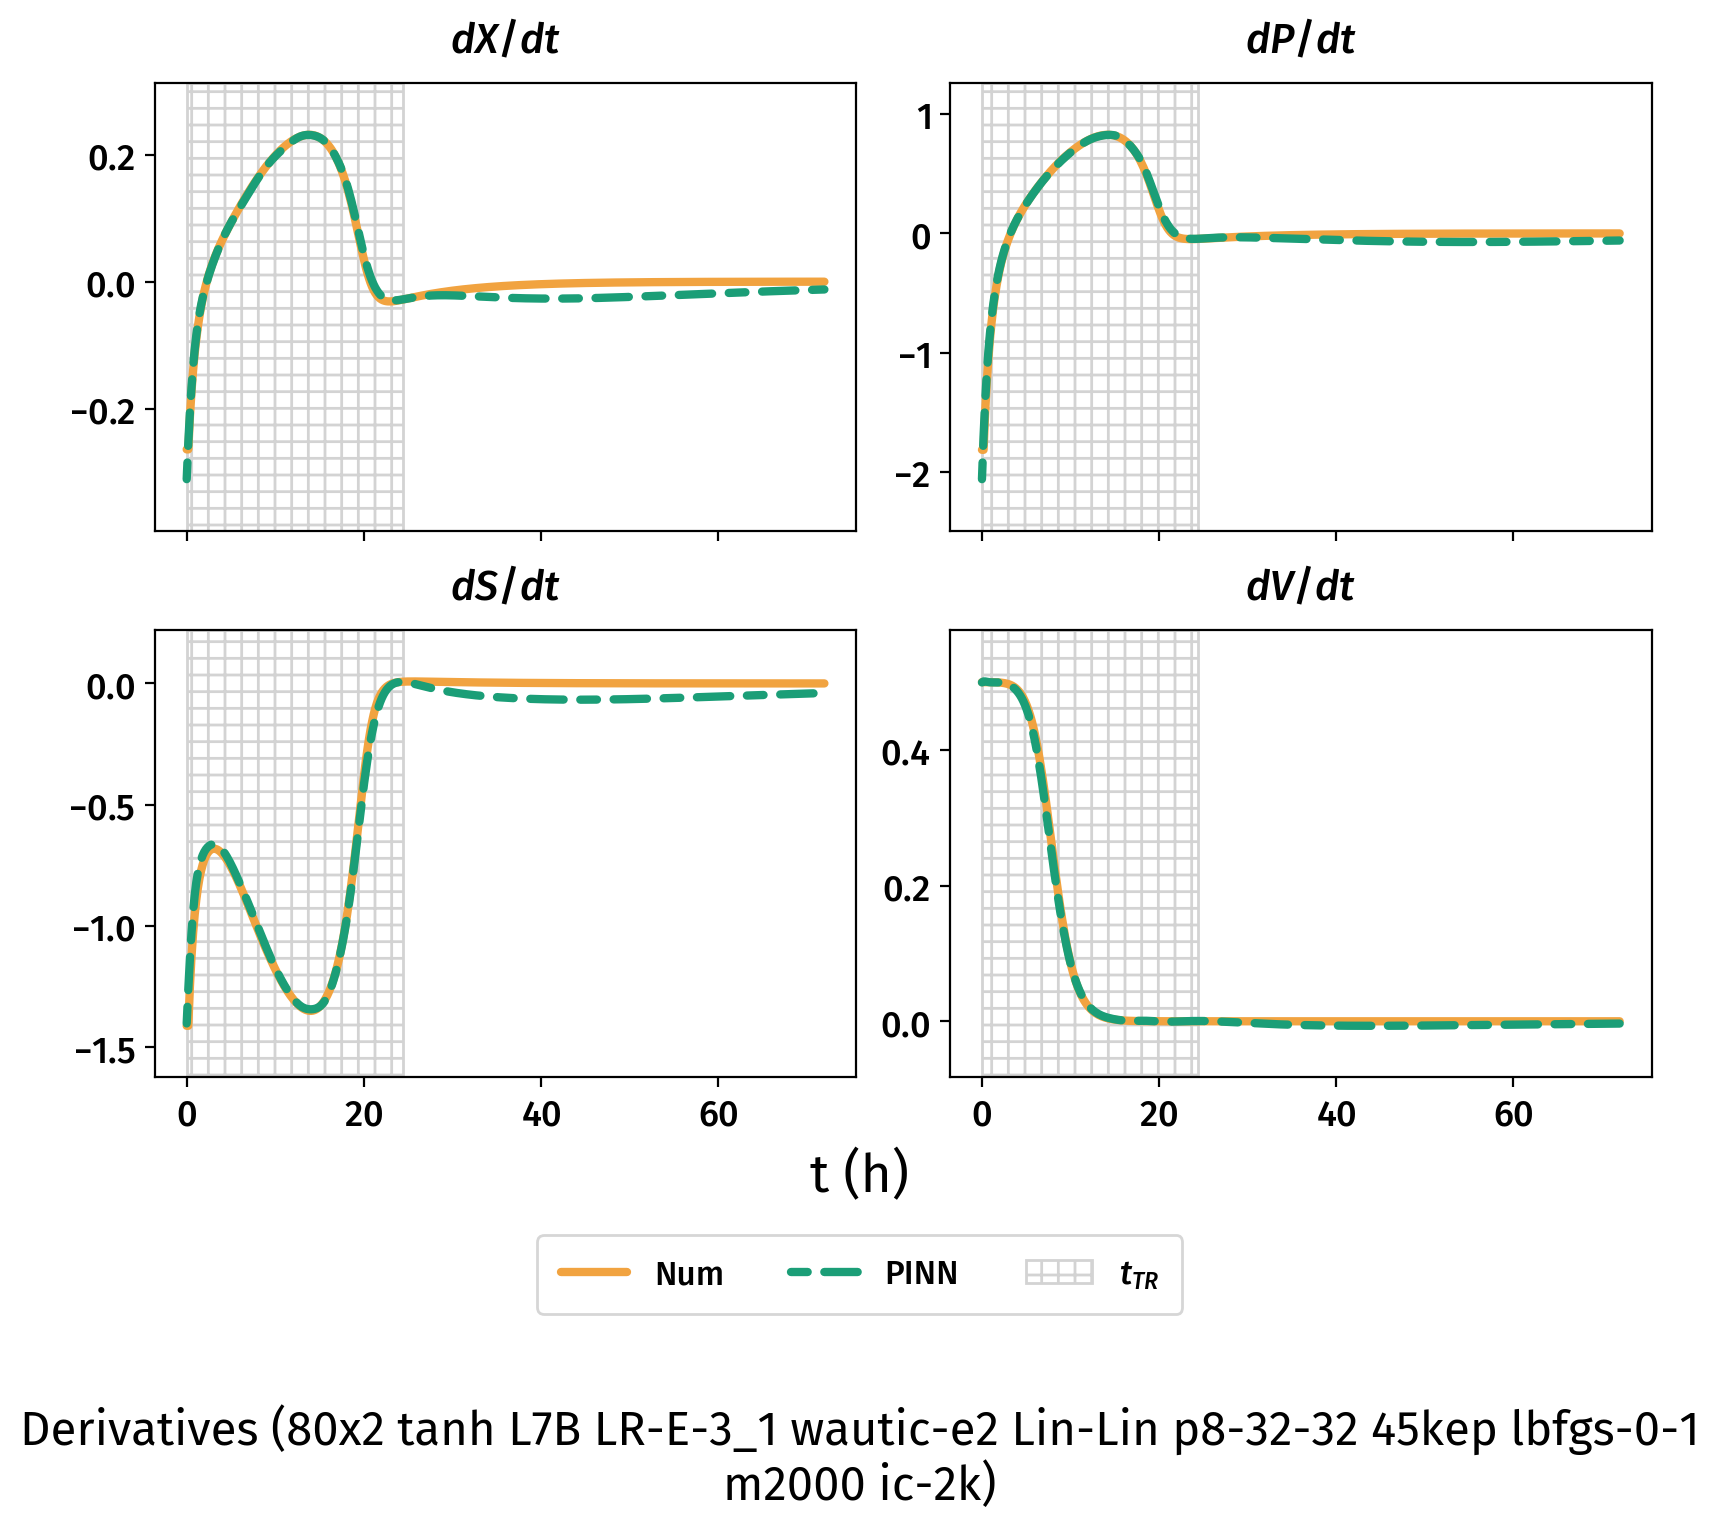 dX/dt
dP/dt
0.2
0.0
−0.2
1
0
−1
−2
dS/dt
dV/dt
0.0
−0.5
−1.0
−1.5
0.4
0.2
0.0
0 20 40 60
0 20 40 60
t (h)
Num PINN tTR
Derivatives (80x2 tanh L7B LR-E-3_1 wautic-e2 Lin-Lin p8-32-32 45kep lbfgs-0-1
m2000 ic-2k)